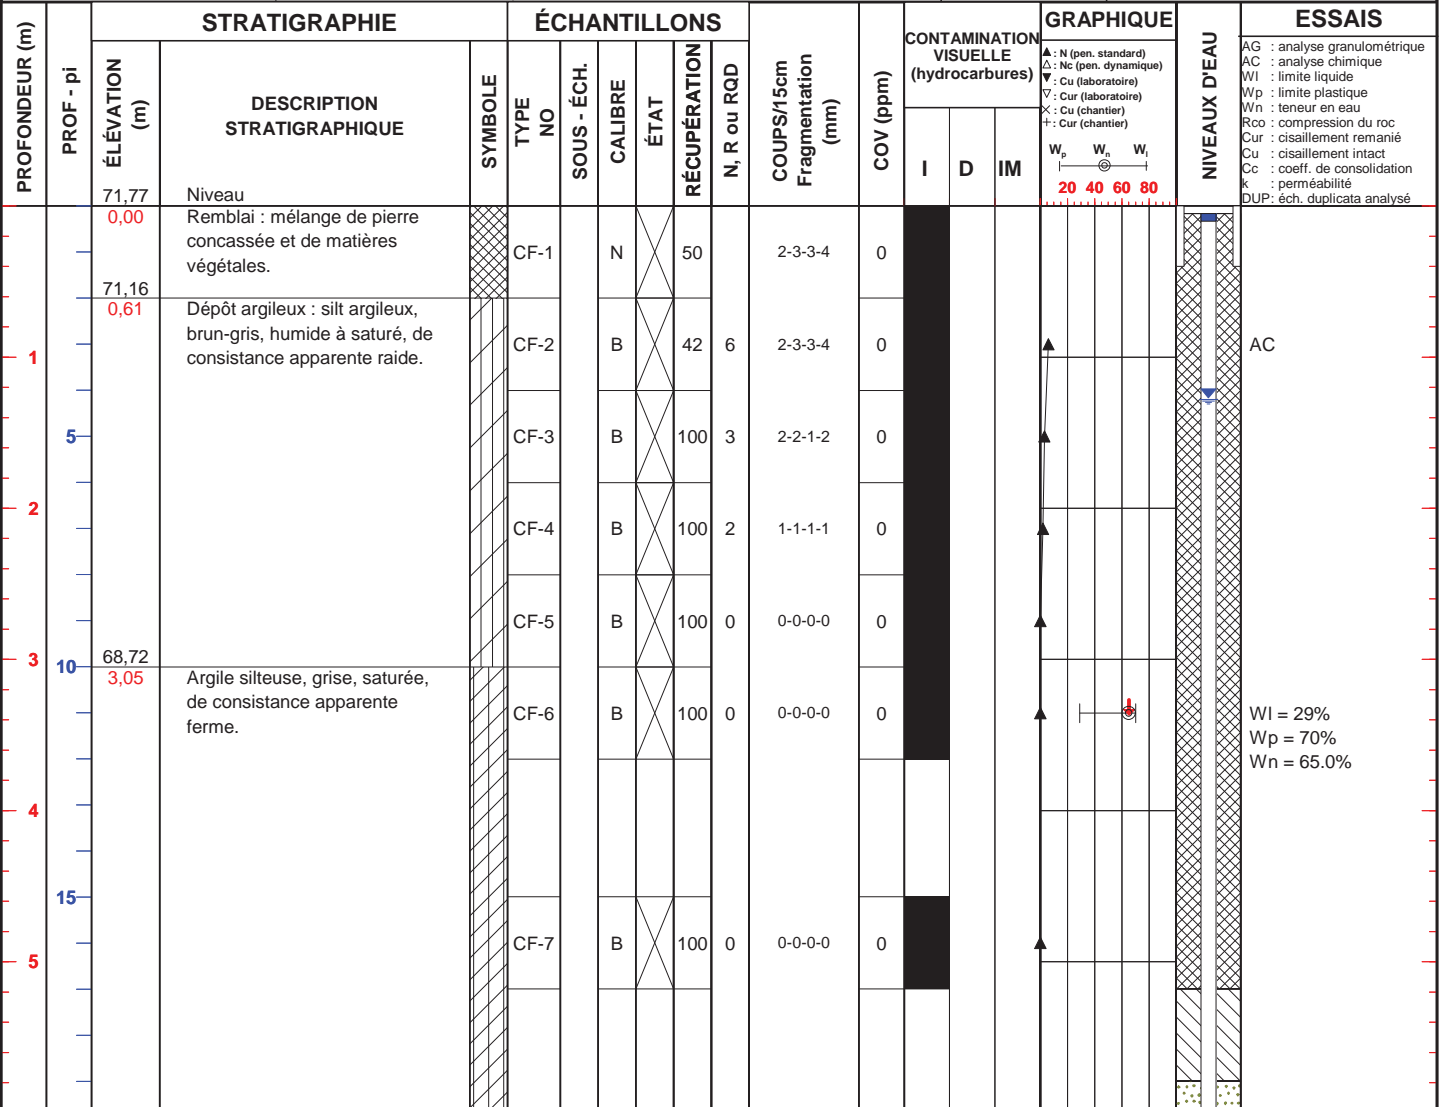 STRATIGRAPHIE
ÉCHANTILLONS
CONTAMINATION
VISUELLE
(hydrocarbures)
GRAPHIQUE
ESSAIS
PROFONDEUR (m)
PROF - pi
ÉLÉVATION
(m)
DESCRIPTION
STRATIGRAPHIQUE
SYMBOLE
TYPE
NO
SOUS - ÉCH.
CALIBRE
ÉTAT
RÉCUPÉRATION
N, R ou RQD
COUPS/15cm
Fragmentation
(mm)
COV (ppm)
I D IM
▲ : N (pen. standard)
△ : Nc (pen. dynamique)
▼ : Cu (laboratoire)
▽ : Cur (laboratoire)
× : Cu (chantier)
+ : Cur (chantier)
Wp Wn Wl
20 40 60 80
NIVEAUX D'EAU
AG : analyse granulométrique
AC : analyse chimique
Wl : limite liquide
Wp : limite plastique
Wn : teneur en eau
Rco : compression du roc
Cur : cisaillement remanié
Cu : cisaillement intact
Cc : coeff. de consolidation
k : perméabilité
DUP: éch. duplicata analysé
71,77 Niveau
0,00 Remblai : mélange de pierre
concassée et de matières
végétales.
CF-1 N 50 2-3-3-4 0
71,16
0,61 Dépôt argileux : silt argileux,
brun-gris, humide à saturé, de
consistance apparente raide.
1
CF-2 B 42 6 2-3-3-4 0 AC
5
CF-3 B 100 3 2-2-1-2 0
2
CF-4 B 100 2 1-1-1-1 0
CF-5 B 100 0 0-0-0-0 0
3
10
68,72
3,05 Argile silteuse, grise, saturée,
de consistance apparente
ferme.
CF-6 B 100 0 0-0-0-0 0
Wl = 29%
Wp = 70%
Wn = 65.0%
4
15
CF-7 B 100 0 0-0-0-0 0
5